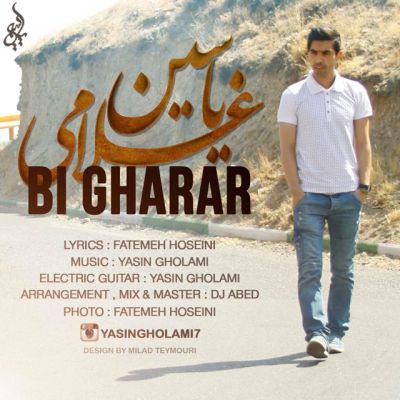 یاسین
غلامی
BI GHARAR
LYRICS : FATEMEH HOSEINI
MUSIC : YASIN GHOLAMI
ELECTRIC GUITAR : YASIN GHOLAMI
ARRANGEMENT , MIX & MASTER : DJ ABED
PHOTO : FATEMEH HOSEINI
YASINGHOLAMI7
DESIGN BY MILAD TEYMOURI